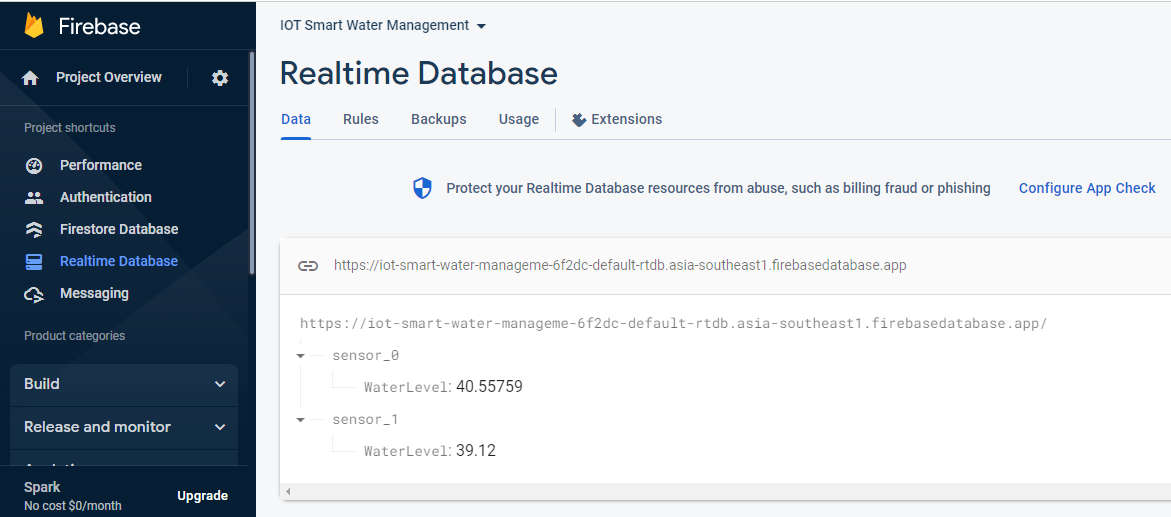 Firebase
Project Overview
Project shortcuts
Performance
Authentication
Firestore Database
Realtime Database
Messaging
Product categories
Build
Release and monitor
Spark
No cost $0/month
Upgrade
IOT Smart Water Management
Realtime Database
Data Rules Backups Usage Extensions
Protect your Realtime Database resources from abuse, such as billing fraud or phishing Configure App Check
https://iot-smart-water-manageme-6f2dc-default-rtdb.asia-southeast1.firebasedatabase.app
https://iot-smart-water-manageme-6f2dc-default-rtdb.asia-southeast1.firebasedatabase.app/
sensor_0
WaterLevel: 40.55759
sensor_1
WaterLevel: 39.12